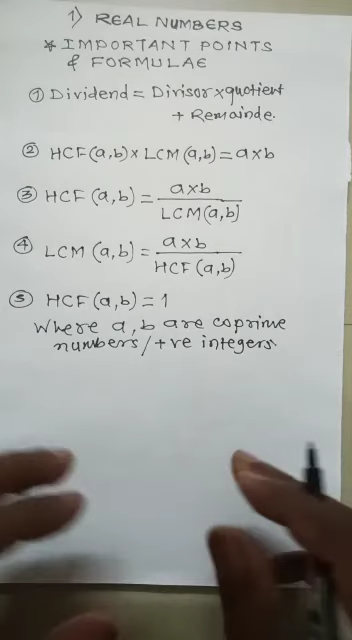 1) REAL NUMBERS
* IMPORTANT POINTS
& FORMULAE
① Dividend = Divisor x quotient
+ Remainde.
② HCF(a,b) x LCM(a,b) = a x b
③ HCF (a,b) = a x b / LCM(a,b)
④ LCM (a,b) = a x b / HCF(a,b)
⑤ HCF(a,b) = 1
Where a, b are coprime
numbers/+ve integers.